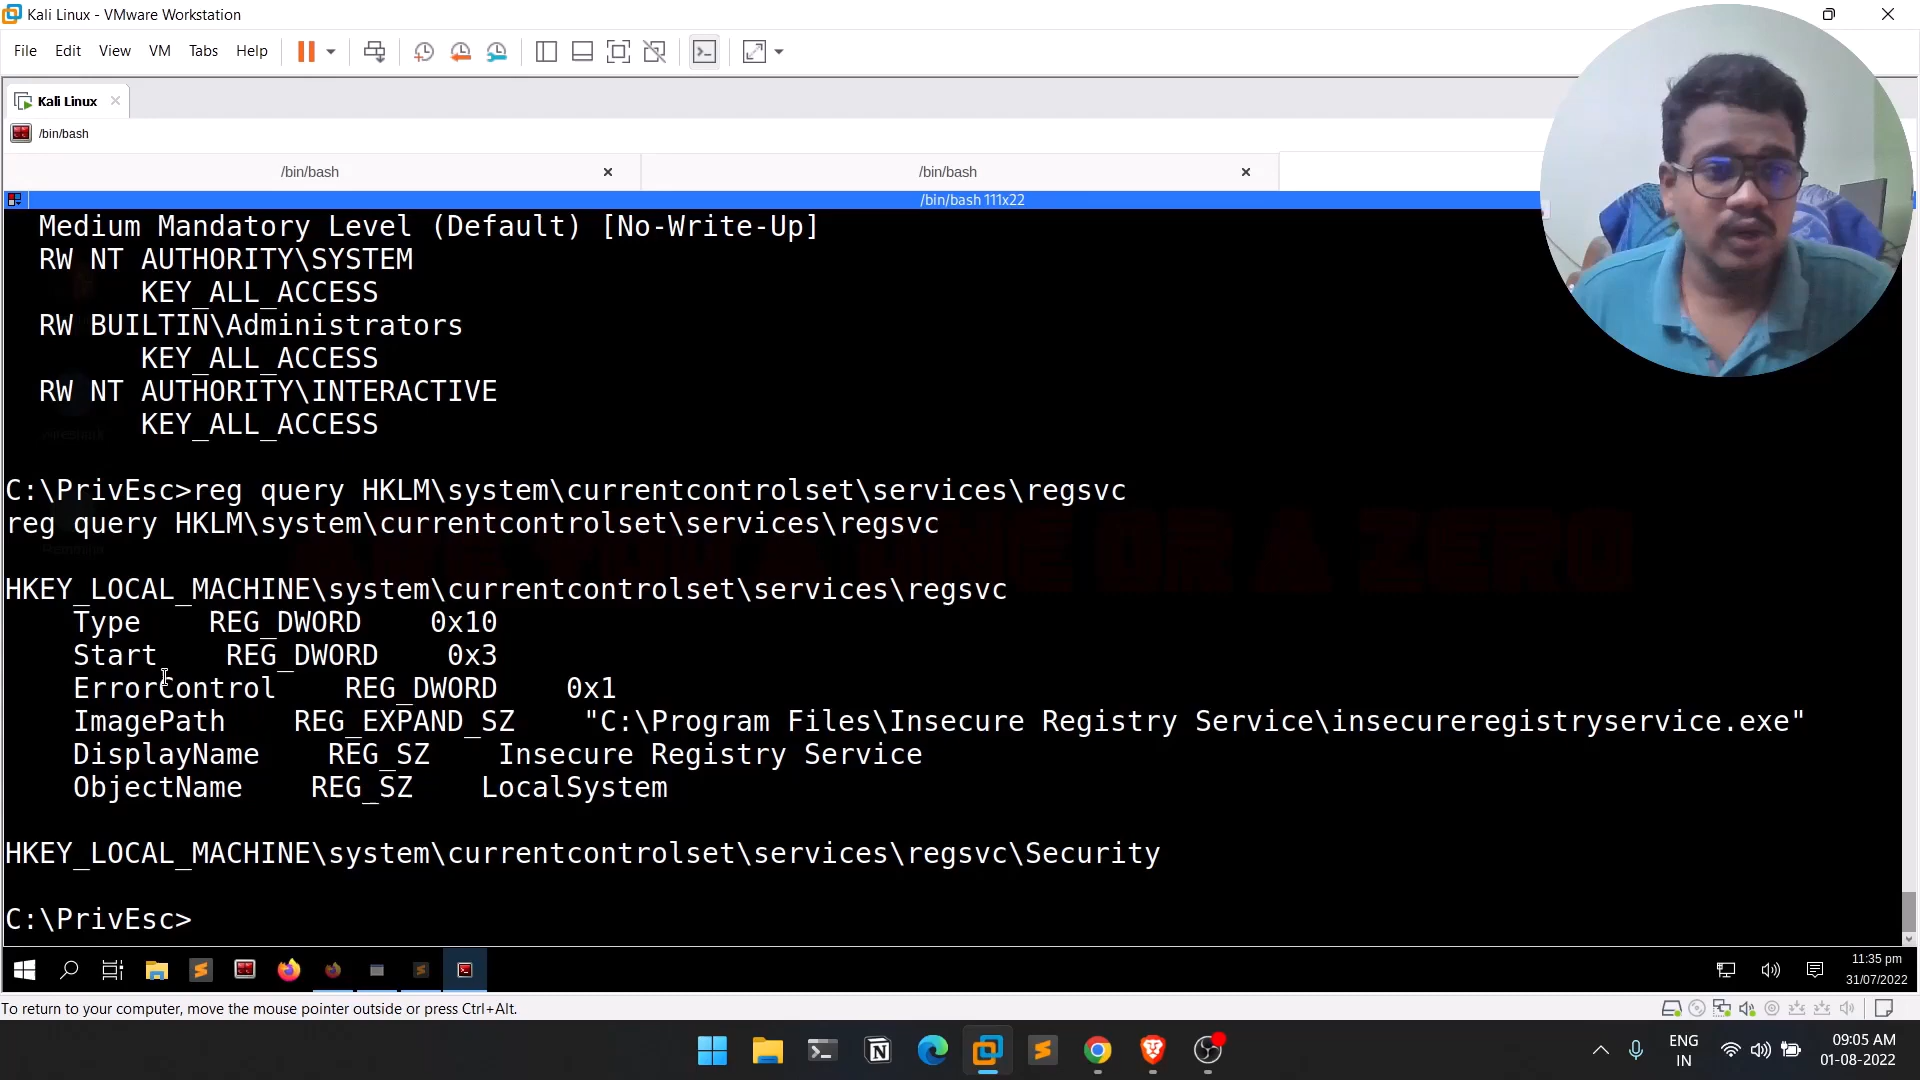 Kali Linux - VMware Workstation
File Edit View VM Tabs Help
Kali Linux
/bin/bash
/bin/bash /bin/bash
/bin/bash 111x22
Medium Mandatory Level (Default) [No-Write-Up]
RW NT AUTHORITY\SYSTEM
KEY_ALL_ACCESS
RW BUILTIN\Administrators
KEY_ALL_ACCESS
RW NT AUTHORITY\INTERACTIVE
KEY_ALL_ACCESS
C:\PrivEsc>reg query HKLM\system\currentcontrolset\services\regsvc
reg query HKLM\system\currentcontrolset\services\regsvc
ARE YOU A ONE OR A ZERO
HKEY_LOCAL_MACHINE\system\currentcontrolset\services\regsvc
Type REG_DWORD 0x10
Start REG_DWORD 0x3
ErrorControl REG_DWORD 0x1
ImagePath REG_EXPAND_SZ "C:\Program Files\Insecure Registry Service\insecureregistryservice.exe"
DisplayName REG_SZ Insecure Registry Service
ObjectName REG_SZ LocalSystem
HKEY_LOCAL_MACHINE\system\currentcontrolset\services\regsvc\Security
C:\PrivEsc>
11:35 pm
31/07/2022
To return to your computer, move the mouse pointer outside or press Ctrl+Alt.
ENG
IN
09:05 AM
01-08-2022